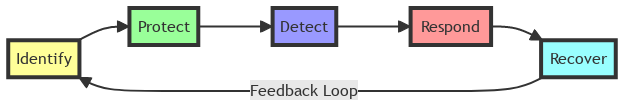 Identify
Protect
Detect
Respond
Recover
Feedback Loop